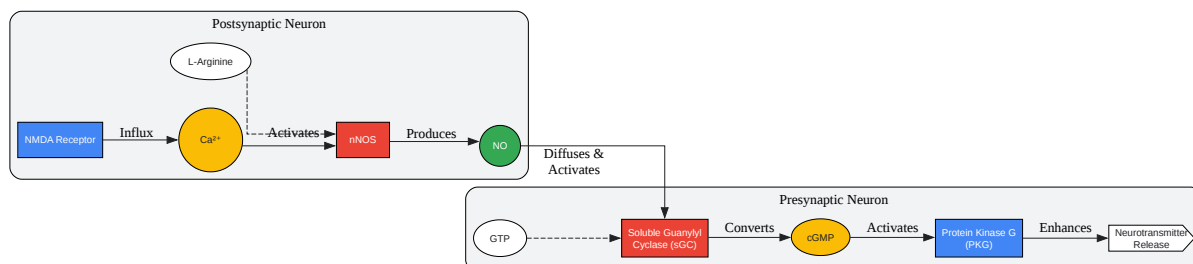 Postsynaptic Neuron
L-Arginine
NMDA Receptor
Influx
Ca²⁺
Activates
nNOS
Produces
NO
Diffuses &
Activates
Presynaptic Neuron
GTP
Soluble Guanylyl
Cyclase (sGC)
Converts
cGMP
Activates
Protein Kinase G
(PKG)
Enhances
Neurotransmitter
Release